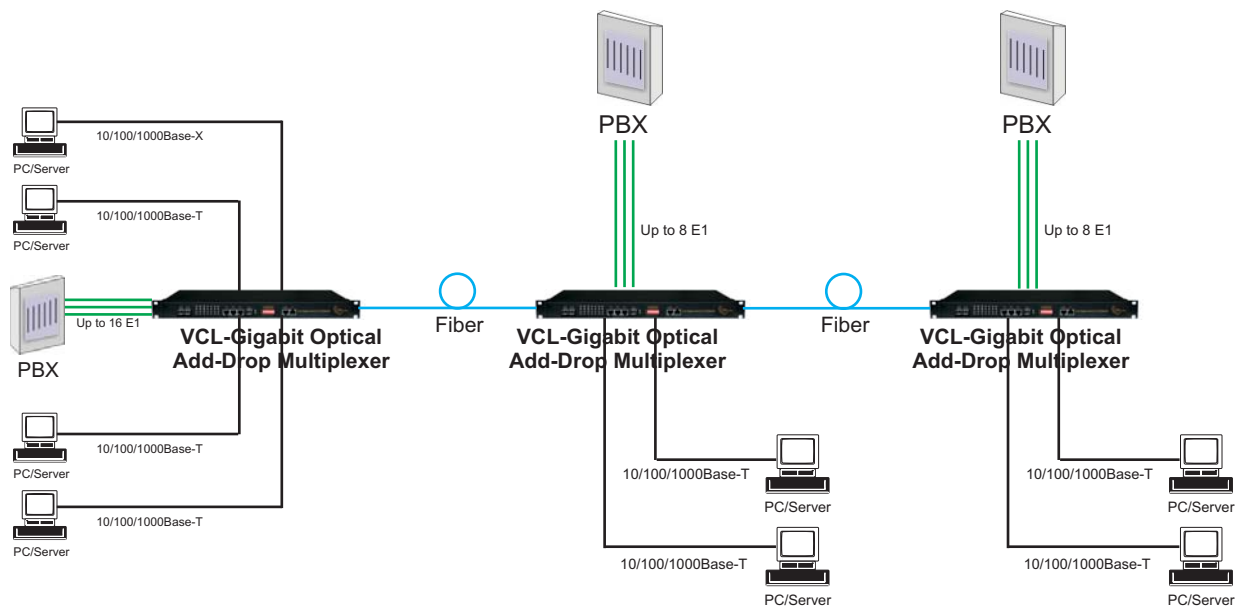 PBX
PBX
10/100/1000Base-X
PC/Server
10/100/1000Base-T
PC/Server
Up to 8 E1
Up to 8 E1
Up to 16 E1
PBX
Fiber
Fiber
VCL-Gigabit Optical
Add-Drop Multiplexer
VCL-Gigabit Optical
Add-Drop Multiplexer
VCL-Gigabit Optical
Add-Drop Multiplexer
10/100/1000Base-T
PC/Server
10/100/1000Base-T
PC/Server
10/100/1000Base-T
PC/Server
10/100/1000Base-T
PC/Server
10/100/1000Base-T
PC/Server
10/100/1000Base-T
PC/Server